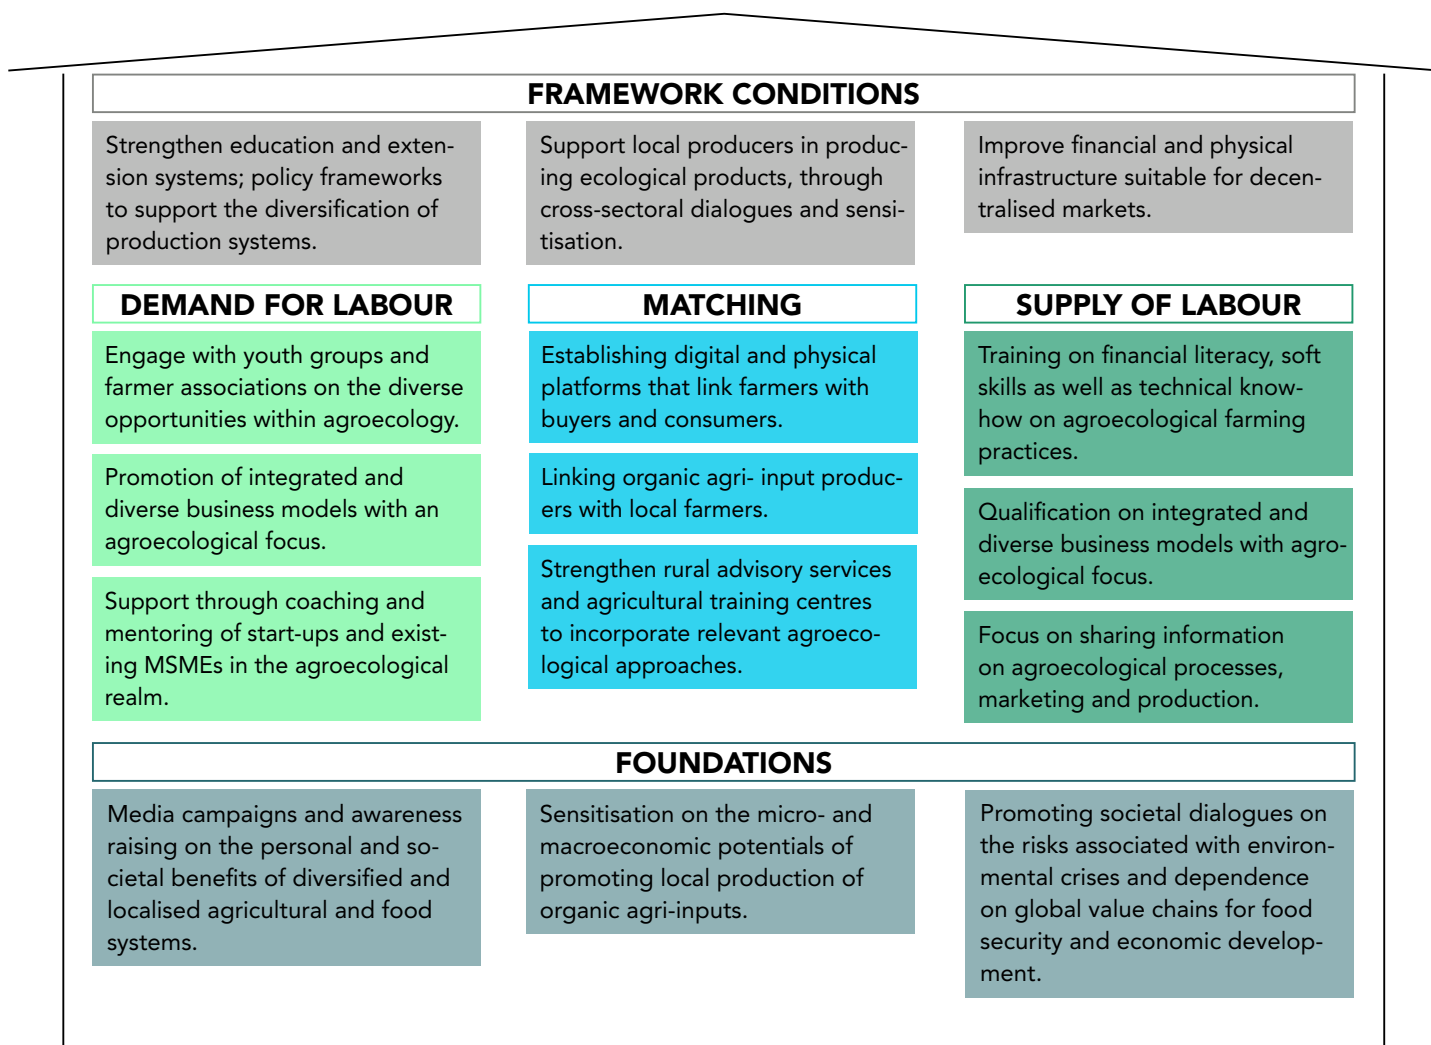 FRAMEWORK CONDITIONS
Strengthen education and exten-
sion systems; policy frameworks
to support the diversification of
production systems.
Support local producers in produc-
ing ecological products, through
cross-sectoral dialogues and sensi-
tisation.
Improve financial and physical
infrastructure suitable for decen-
tralised markets.
DEMAND FOR LABOUR
Engage with youth groups and
farmer associations on the diverse
opportunities within agroecology.
Promotion of integrated and
diverse business models with an
agroecological focus.
Support through coaching and
mentoring of start-ups and exist-
ing MSMEs in the agroecological
realm.
MATCHING
Establishing digital and physical
platforms that link farmers with
buyers and consumers.
Linking organic agri- input produc-
ers with local farmers.
Strengthen rural advisory services
and agricultural training centres
to incorporate relevant agroeco-
logical approaches.
SUPPLY OF LABOUR
Training on financial literacy, soft
skills as well as technical know-
how on agroecological farming
practices.
Qualification on integrated and
diverse business models with agro-
ecological focus.
Focus on sharing information
on agroecological processes,
marketing and production.
FOUNDATIONS
Media campaigns and awareness
raising on the personal and so-
cietal benefits of diversified and
localised agricultural and food
systems.
Sensitisation on the micro- and
macroeconomic potentials of
promoting local production of
organic agri-inputs.
Promoting societal dialogues on
the risks associated with environ-
mental crises and dependence
on global value chains for food
security and economic develop-
ment.